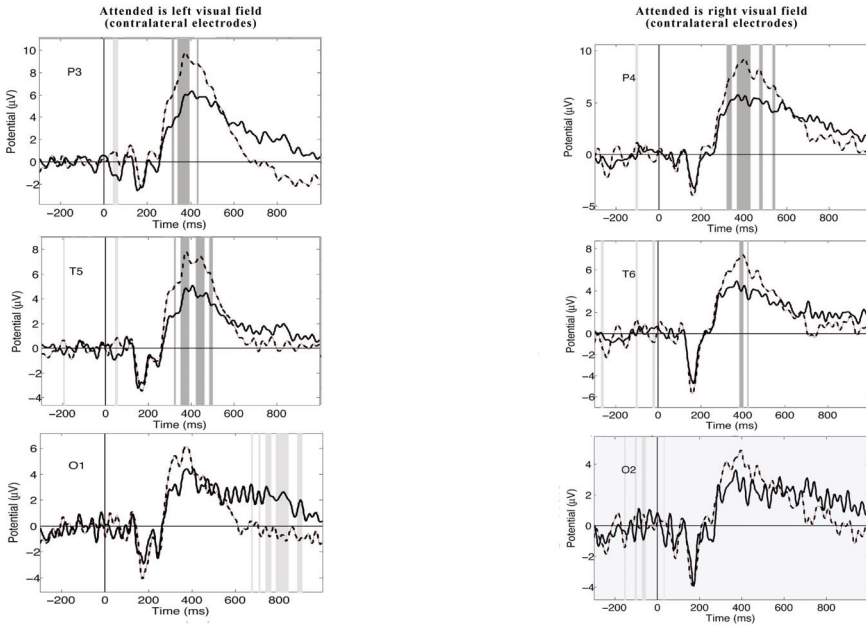 Attended is left visual field
(contralateral electrodes)
Attended is right visual field
(contralateral electrodes)
P3
Potential (μV)
10
8
6
4
2
0
−2
−200 0 200 400 600 800
Time (ms)
T5
Potential (μV)
8
6
4
2
0
−2
−4
−200 0 200 400 600 800
Time (ms)
O1
Potential (μV)
6
4
2
0
−2
−4
−200 0 200 400 600 800
Time (ms)
P4
Potential (μV)
10
5
0
−5
−200 0 200 400 600 800
Time (ms)
T6
Potential (μV)
8
6
4
2
0
−2
−4
−6
−200 0 200 400 600 800
Time (ms)
O2
Potential (μV)
4
2
0
−2
−4
−200 0 200 400 600 800
Time (ms)